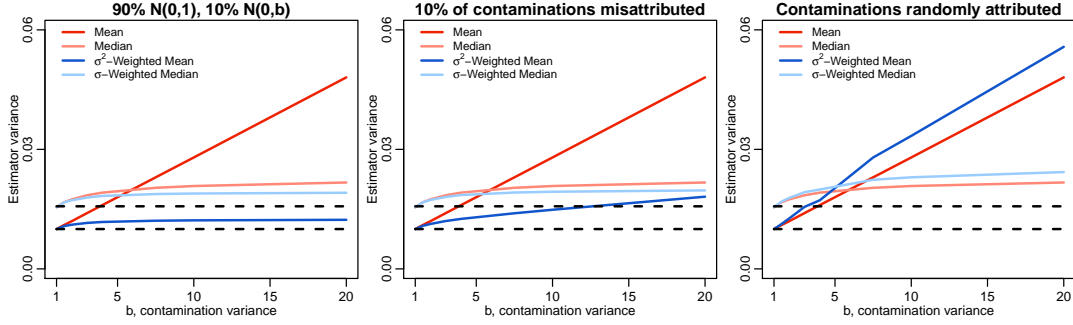 90% N(0,1), 10% N(0,b)
Estimator variance
0.06
0.03
0.00
Mean
Median
σ²−Weighted Mean
σ−Weighted Median
1 5 10 15 20
b, contamination variance
10% of contaminations misattributed
Estimator variance
0.06
0.03
0.00
Mean
Median
σ²−Weighted Mean
σ−Weighted Median
1 5 10 15 20
b, contamination variance
Contaminations randomly attributed
Estimator variance
0.06
0.03
0.00
Mean
Median
σ²−Weighted Mean
σ−Weighted Median
1 5 10 15 20
b, contamination variance